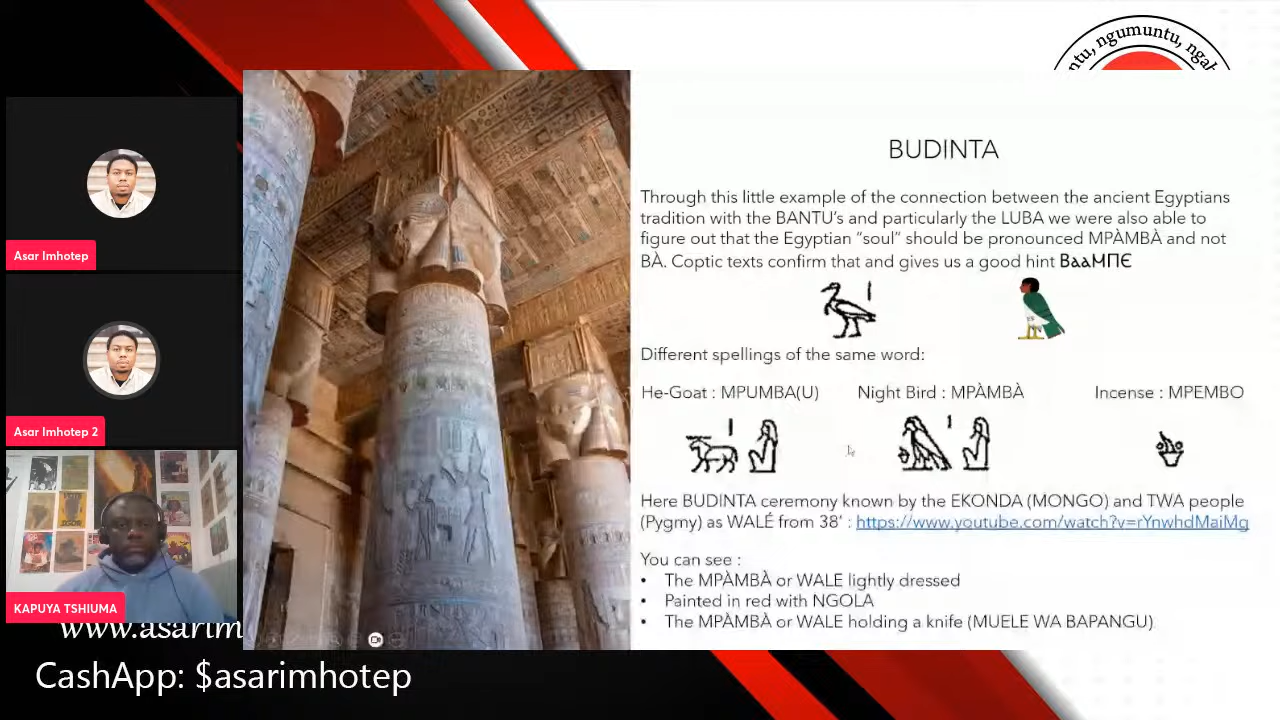 ntu, ngumuntu, ngab
BUDINTA
Through this little example of the connection between the ancient Egyptians
tradition with the BANTU's and particularly the LUBA we were also able to
figure out that the Egyptian “soul” should be pronounced MPÀMBÀ and not
BÀ. Coptic texts confirm that and gives us a good hint ΒααΜΠЄ
Different spellings of the same word:
He-Goat : MPUMBA(U) Night Bird : MPÀMBÀ Incense : MPEMBO
Here BUDINTA ceremony known by the EKONDA (MONGO) and TWA people
(Pygmy) as WALÉ from 38' : https://www.youtube.com/watch?v=rYnwhdMaiMg
You can see :
• The MPÀMBÀ or WALE lightly dressed
• Painted in red with NGOLA
• The MPÀMBÀ or WALE holding a knife (MUELE WA BAPANGU)
Asar Imhotep
Asar Imhotep 2
KAPUYA TSHIUMA
www.asarim
CashApp: $asarimhotep